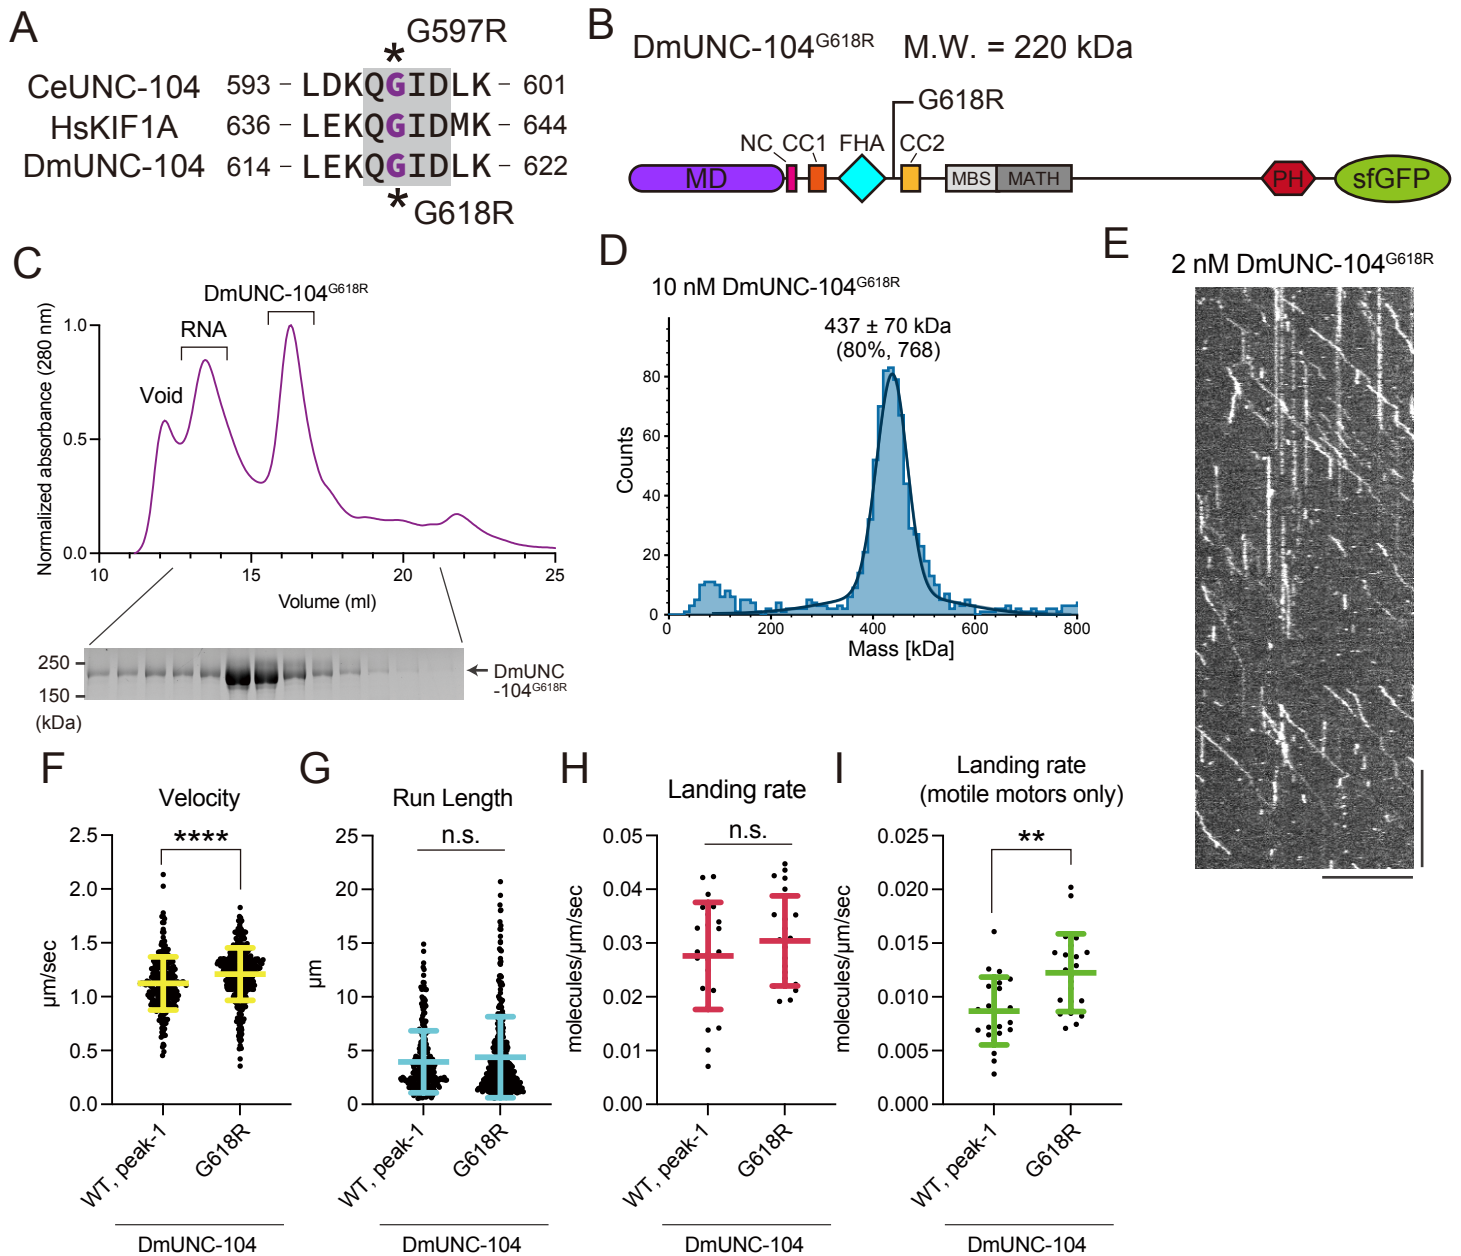 A
G597R
*
CeUNC-104 593 – LDKQGIDLK – 601
HsKIF1A 636 – LEKQGIDMK – 644
DmUNC-104 614 – LEKQGIDLK – 622
*
G618R
B
DmUNC-104G618R M.W. = 220 kDa
G618R
NC CC1 FHA CC2
MD MBS MATH PH sfGFP
C
Normalized absorbance (280 nm)
DmUNC-104G618R
RNA
Void
1.0
0.5
0.0
10 15 20 25
Volume (ml)
250
150
(kDa)
DmUNC
-104G618R
D
10 nM DmUNC-104G618R
437 ± 70 kDa
(80%, 768)
Counts
80
60
40
20
0
0 200 400 600 800
Mass [kDa]
E
2 nM DmUNC-104G618R
F
Velocity
****
µm/sec
2.5
2.0
1.5
1.0
0.5
0.0
WT, peak-1
G618R
DmUNC-104
G
Run Length
n.s.
µm
25
20
15
10
5
0
WT, peak-1
G618R
DmUNC-104
H
Landing rate
n.s.
molecules/µm/sec
0.05
0.04
0.03
0.02
0.01
0.00
WT, peak-1
G618R
DmUNC-104
I
Landing rate
(motile motors only)
**
molecules/µm/sec
0.025
0.020
0.015
0.010
0.005
0.000
WT, peak-1
G618R
DmUNC-104